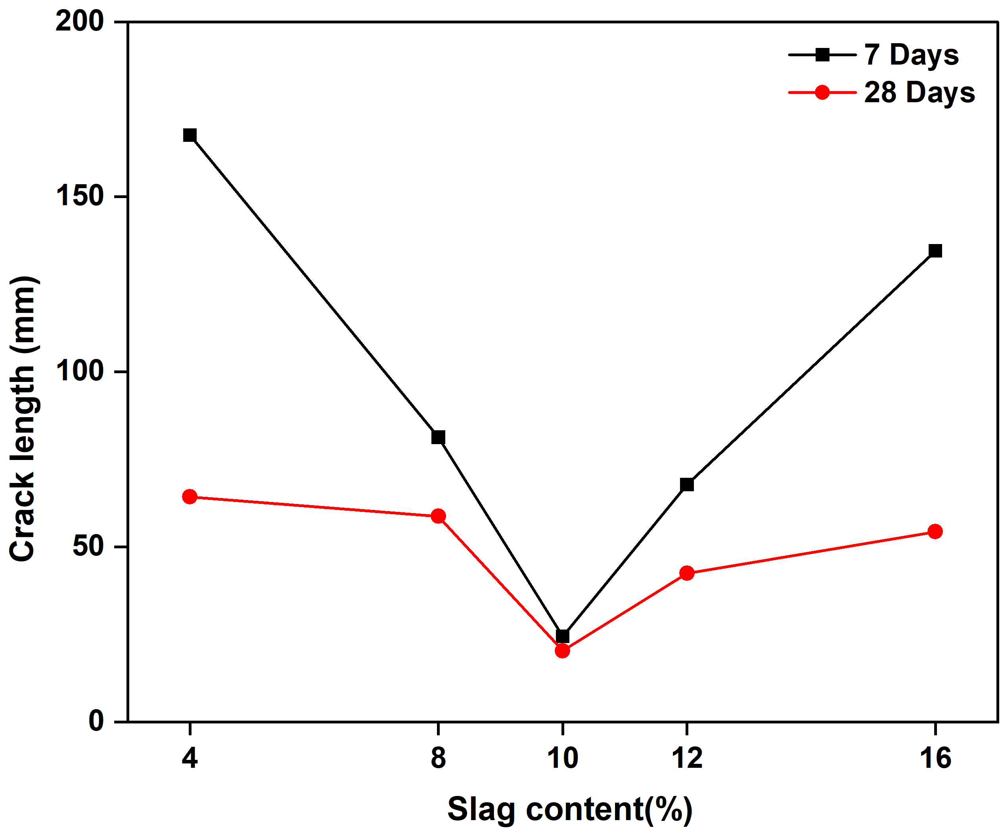 200
150
100
50
0
Crack length (mm)
7 Days
28 Days
4 8 10 12 16
Slag content(%)